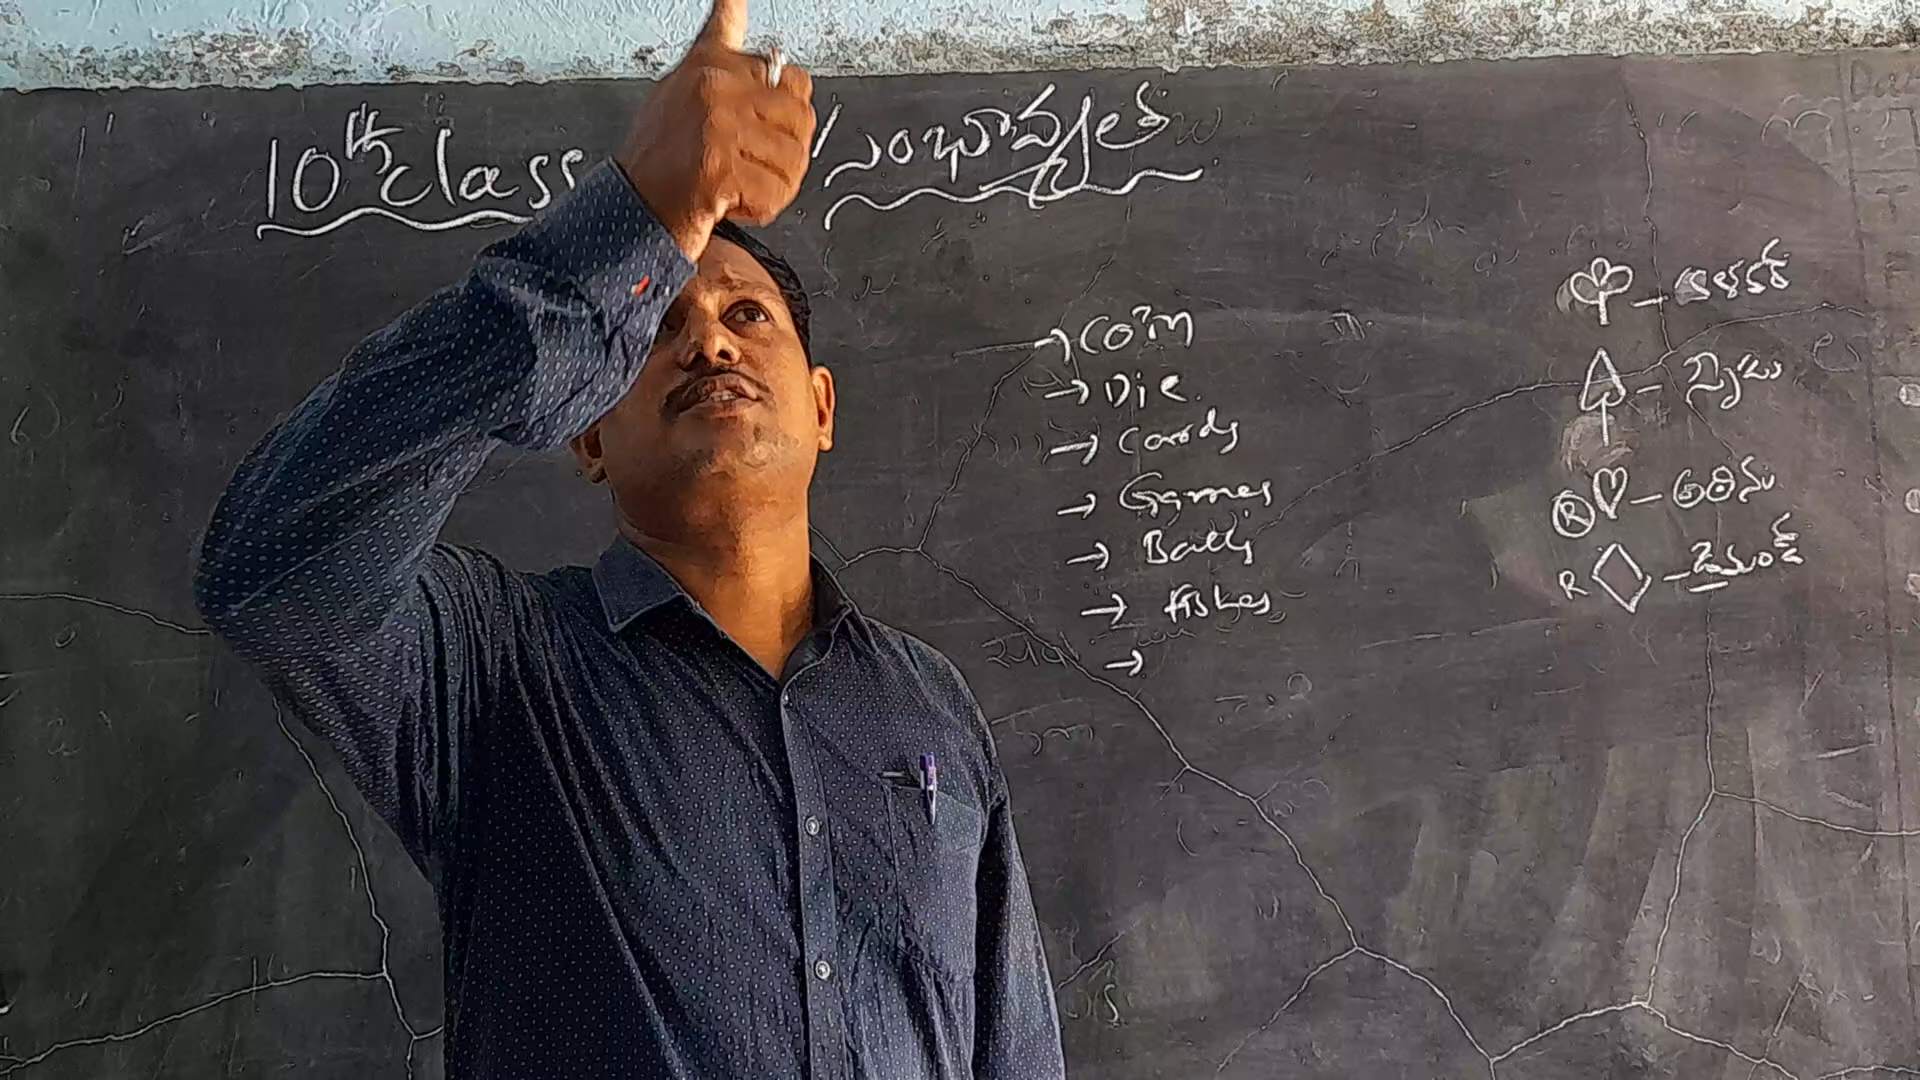 10th class సంభావ్యత
→ Coin
→ Die.
→ Cards
→ Games
→ Balls
→ fishes
→
♣ – కళావర్
♠ – స్పేడు
Ⓡ ♡ – ఆఠీను
R ◇ – డైమండ్